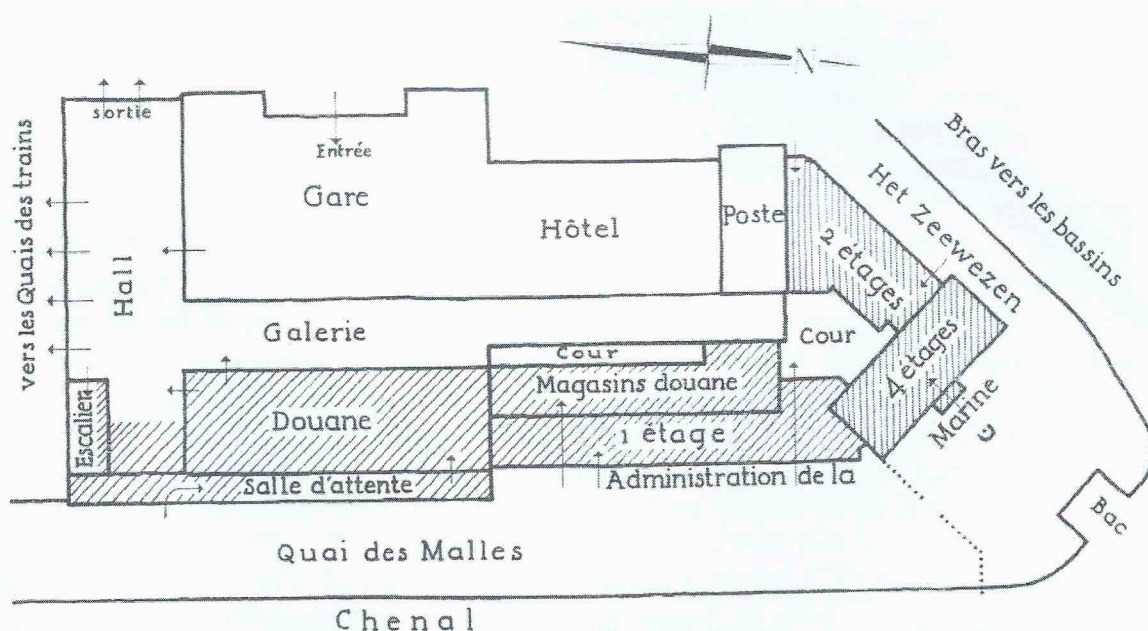 N
sortie
Entrée
Gare
Hôtel
Poste
2 étages
Het Zeewezen
Bras vers les bassins
vers les Quais des trains
Hall
Galerie
Cour
Cour
4 étages
Escalier
Douane
Magasins douane
1 étage
Marine
Salle d'attente
Administration de la
Bac
Quai des Malles
Chenal